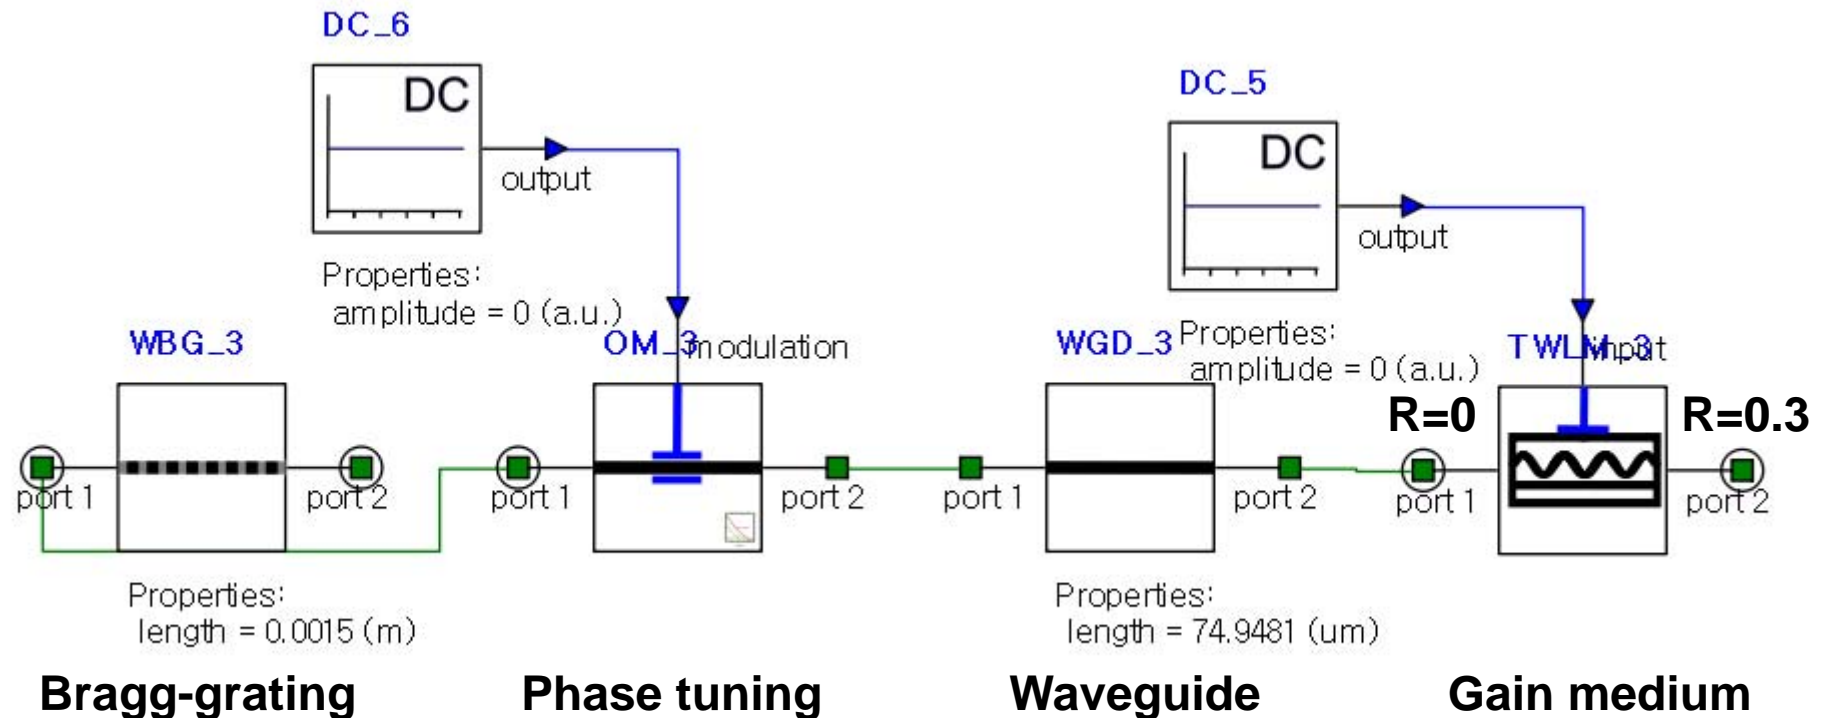 DC_6
DC
output
Properties:
amplitude = 0 (a.u.)
DC_5
DC
output
Properties:
amplitude = 0 (a.u.)
WBG_3
port 1
port 2
Properties:
length = 0.0015 (m)
OM_3
modulation
port 1
port 2
WGD_3
port 1
port 2
Properties:
length = 74.9481 (um)
TWLM_3
input
R=0
R=0.3
port 1
port 2
Bragg-grating
Phase tuning
Waveguide
Gain medium